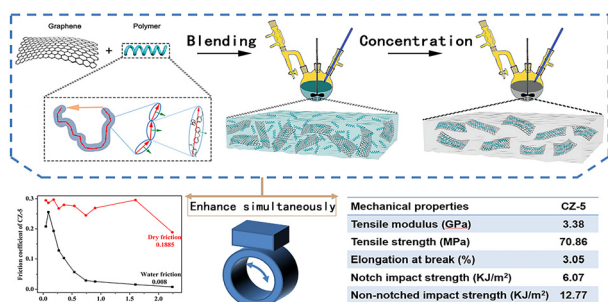 Graphene
Polymer
+
Blending
Concentration
Enhance simultaneously
Friction coefficient of CZ-5
0.3
0.2
0.1
0.0
Dry friction
0.1885
Water friction
0.008
0.0 0.5 1.0 1.5 2.0
Mechanical properties CZ-5
Tensile modulus (GPa) 3.38
Tensile strength (MPa) 70.86
Elongation at break (%) 3.05
Notch impact strength (KJ/m²) 6.07
Non-notched impact strength (KJ/m²) 12.77